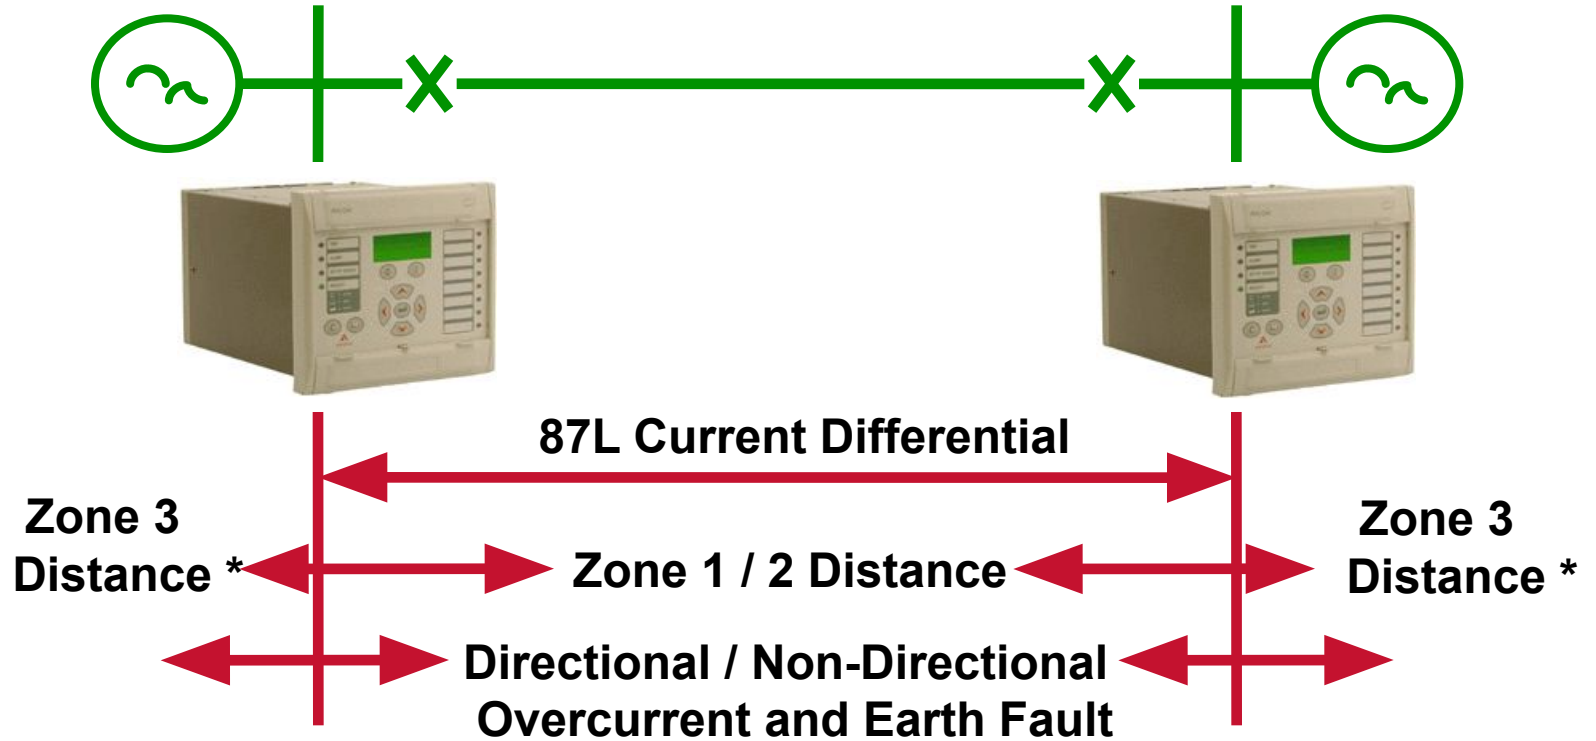 87L Current Differential
Zone 3
Distance *
Zone 1 / 2 Distance
Zone 3
Distance *
Directional / Non-Directional
Overcurrent and Earth Fault